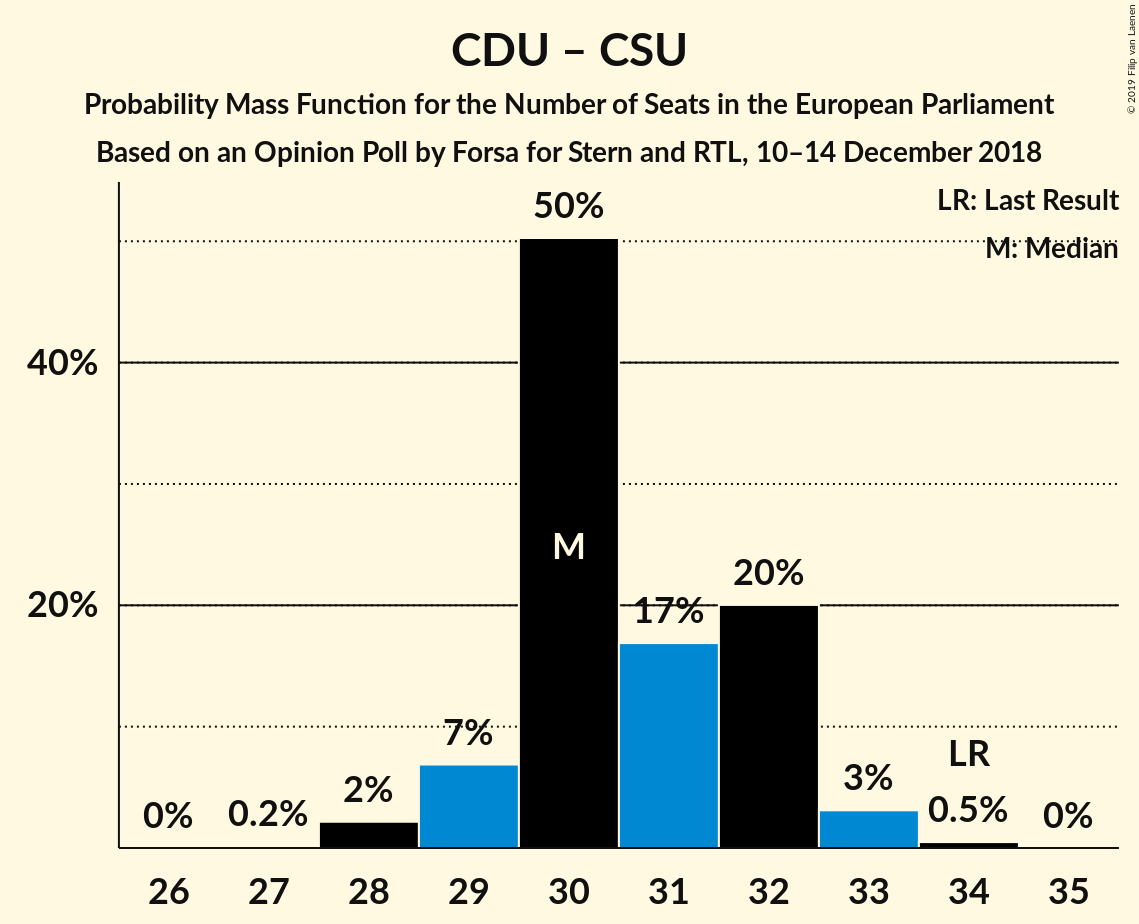 CDU – CSU
Probability Mass Function for the Number of Seats in the European Parliament
Based on an Opinion Poll by Forsa for Stern and RTL, 10–14 December 2018
© 2019 Filip van Laenen
LR: Last Result
M: Median
50%
40%
M
20%
20%
17%
7%
LR
3%
2%
0.5%
0.2%
0%
0%
26 27 28 29 30 31 32 33 34 35